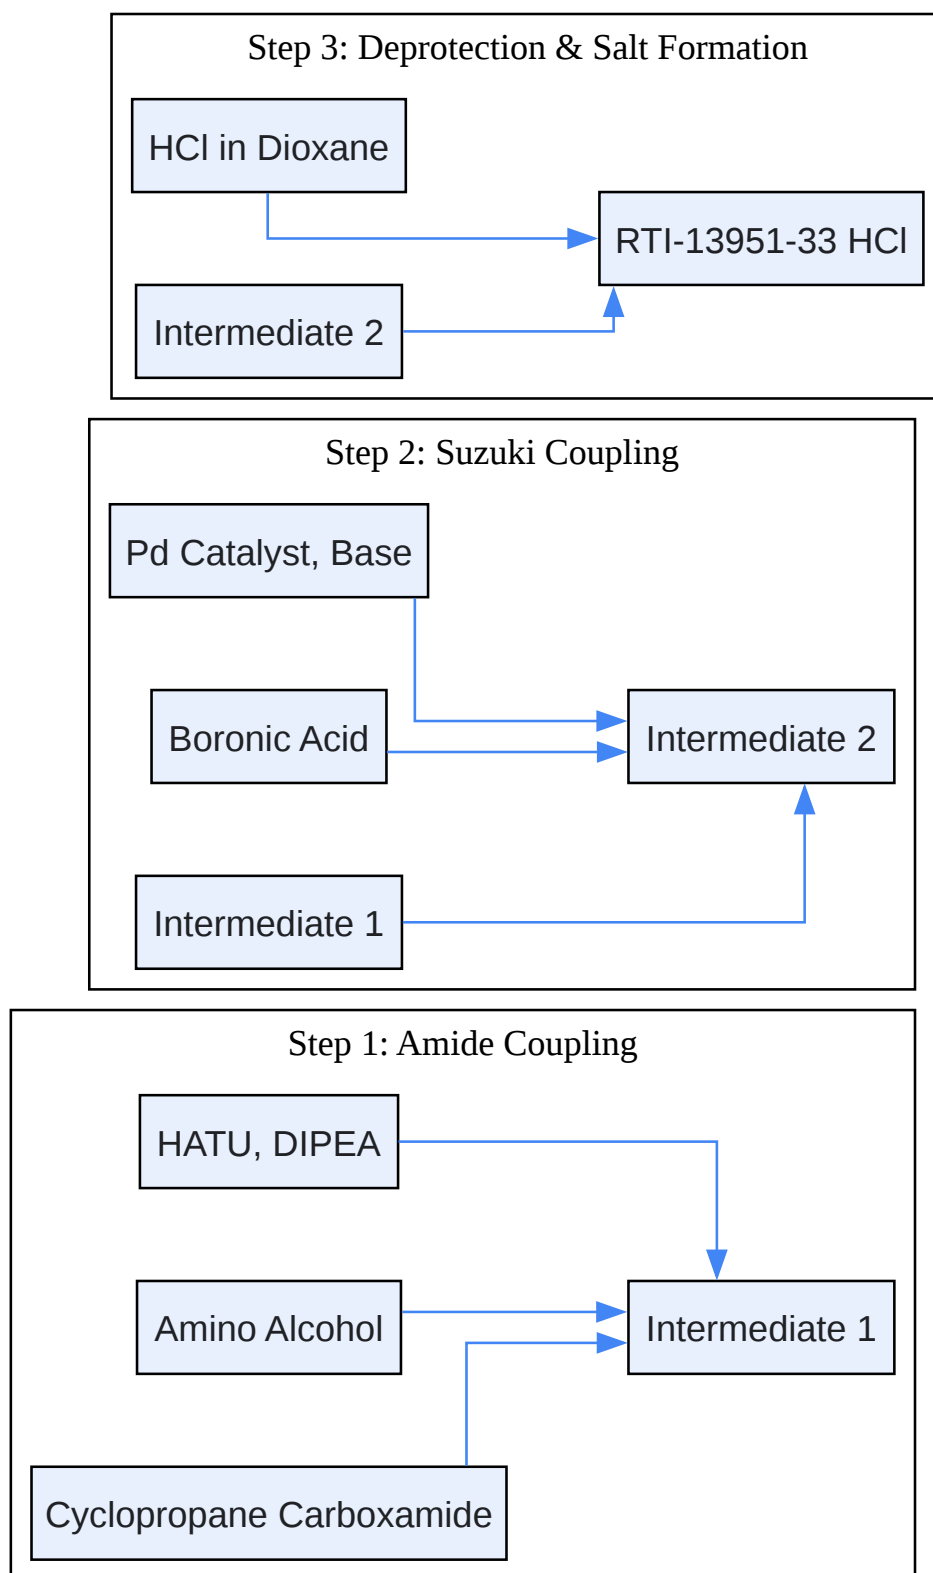 Step 3: Deprotection & Salt Formation
HCl in Dioxane
RTI-13951-33 HCl
Intermediate 2
Step 2: Suzuki Coupling
Pd Catalyst, Base
Boronic Acid
Intermediate 2
Intermediate 1
Step 1: Amide Coupling
HATU, DIPEA
Amino Alcohol
Intermediate 1
Cyclopropane Carboxamide